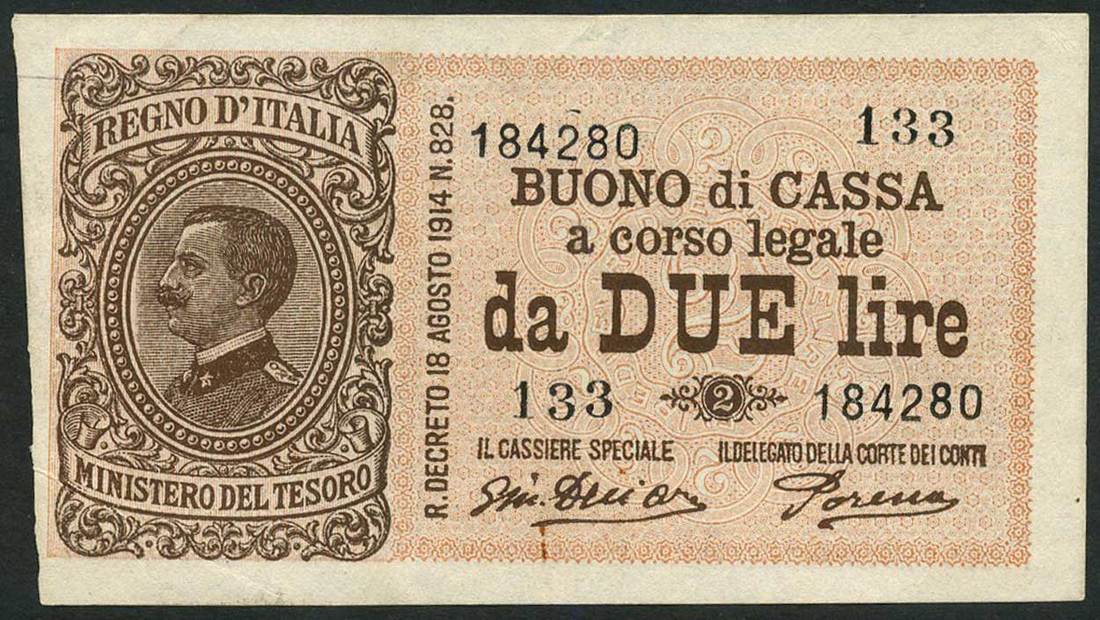 REGNO D'ITALIA
MINISTERO DEL TESORO
R. DECRETO 18 AGOSTO 1914 N. 828.
184280 133
BUONO di CASSA
a corso legale
da DUE lire
133 2 184280
IL CASSIERE SPECIALE IL DELEGATO DELLA CORTE DEI CONTI
Porena